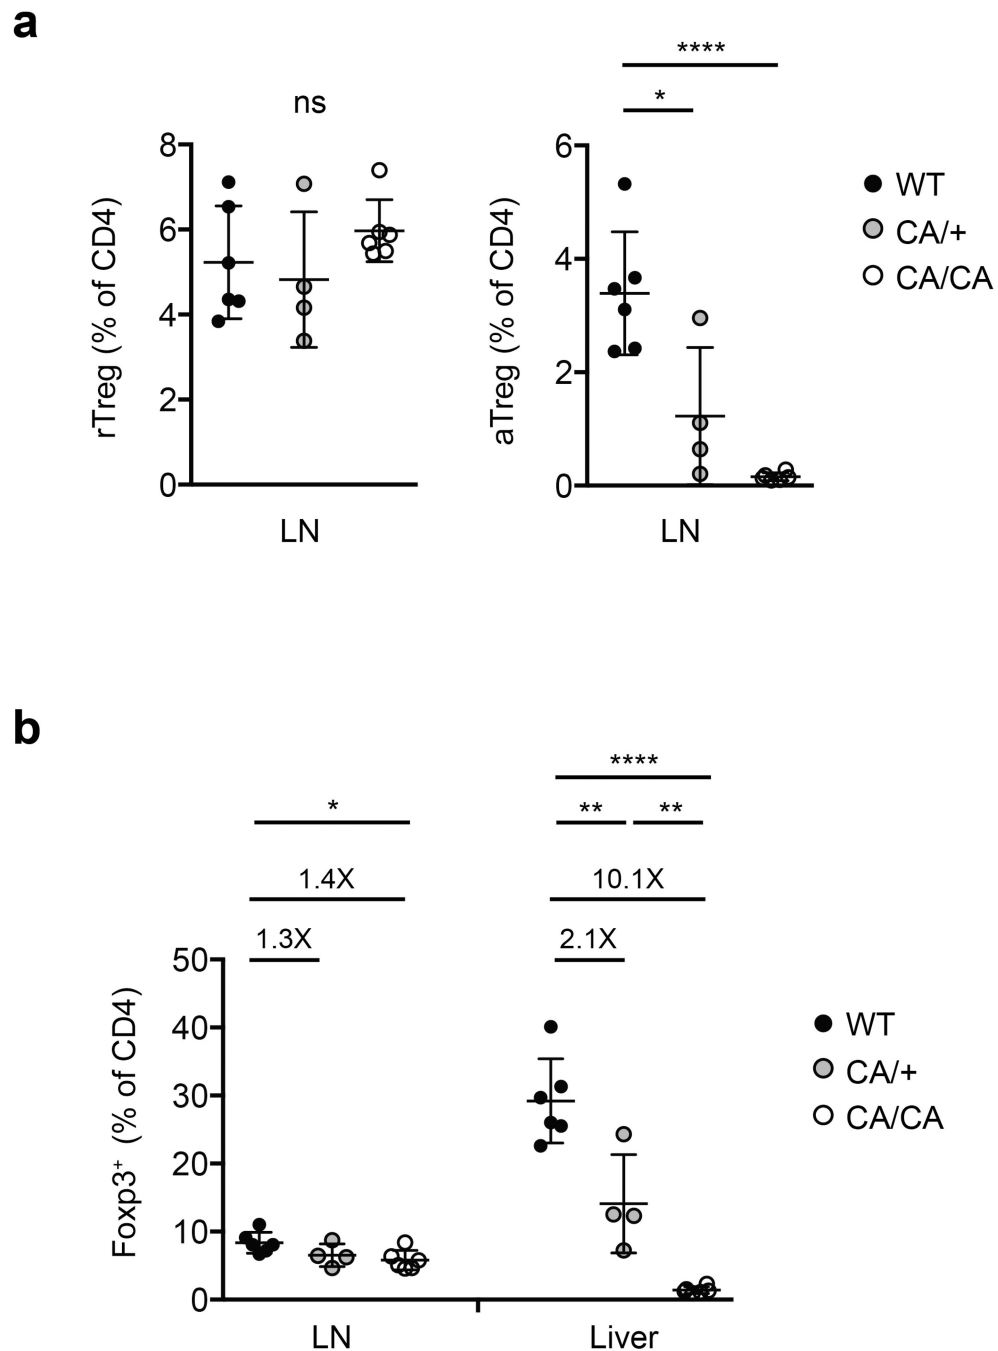 a
ns
rTreg (% of CD4)
8
6
4
2
0
LN
****
*
aTreg (% of CD4)
6
4
2
0
LN
WT
CA/+
CA/CA
b
*
1.4X
1.3X
****
** **
10.1X
2.1X
Foxp3⁺ (% of CD4)
50
40
30
20
10
0
LN Liver
WT
CA/+
CA/CA